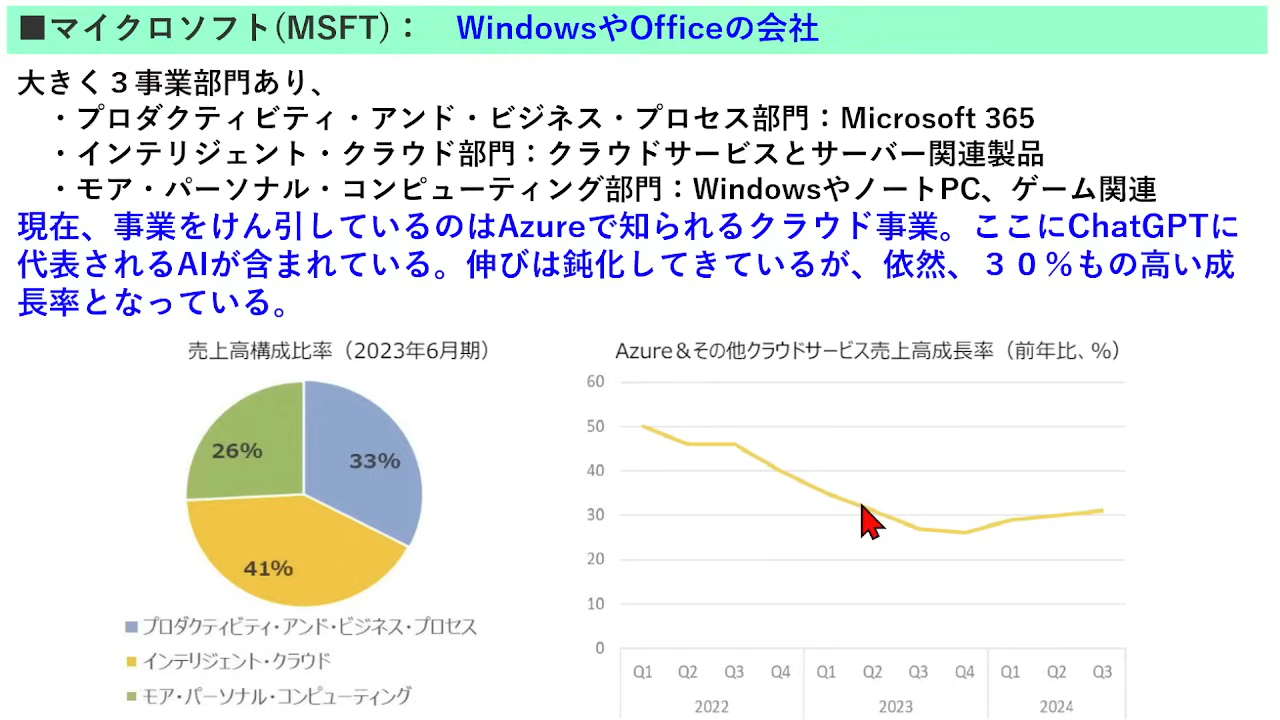 ■マイクロソフト(MSFT)： WindowsやOfficeの会社
大きく３事業部門あり、
・プロダクティビティ・アンド・ビジネス・プロセス部門：Microsoft 365
・インテリジェント・クラウド部門：クラウドサービスとサーバー関連製品
・モア・パーソナル・コンピューティング部門：WindowsやノートPC、ゲーム関連
現在、事業をけん引しているのはAzureで知られるクラウド事業。ここにChatGPTに
代表されるAIが含まれている。伸びは鈍化してきているが、依然、３０％もの高い成
長率となっている。
売上高構成比率（2023年6月期）
26%
33%
41%
プロダクティビティ・アンド・ビジネス・プロセス
インテリジェント・クラウド
モア・パーソナル・コンピューティング
Azure＆その他クラウドサービス売上高成長率（前年比、％）
60
50
40
30
20
10
0
Q1 Q2 Q3 Q4 Q1 Q2 Q3 Q4 Q1 Q2 Q3
2022 2023 2024